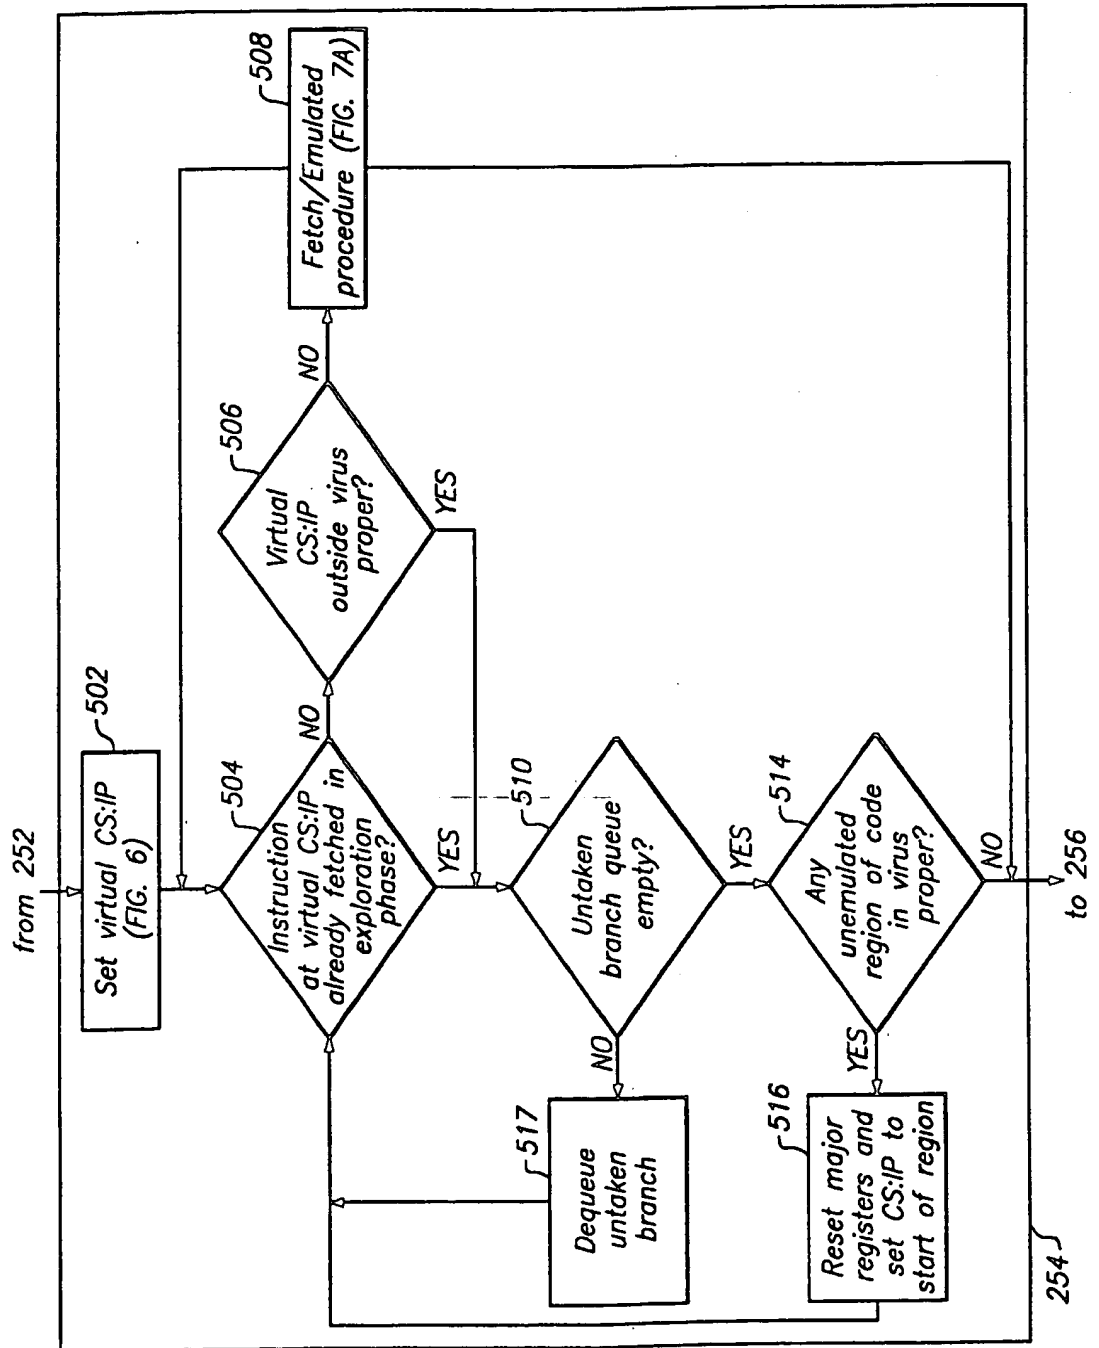 from 252
502
Set virtual CS:IP
(FIG. 6)
504
Instruction
at virtual CS:IP
already fetched in
exploration
phase?
NO
YES
506
Virtual
CS:IP
outside virus
proper?
NO
YES
508
Fetch/Emulated
procedure (FIG. 7A)
510
Untaken
branch queue
empty?
NO
YES
517
Dequeue
untaken
branch
514
Any
unemulated
region of code
in virus
proper?
YES
NO
516
Reset major
registers and
set CS:IP to
start of region
254
to 256